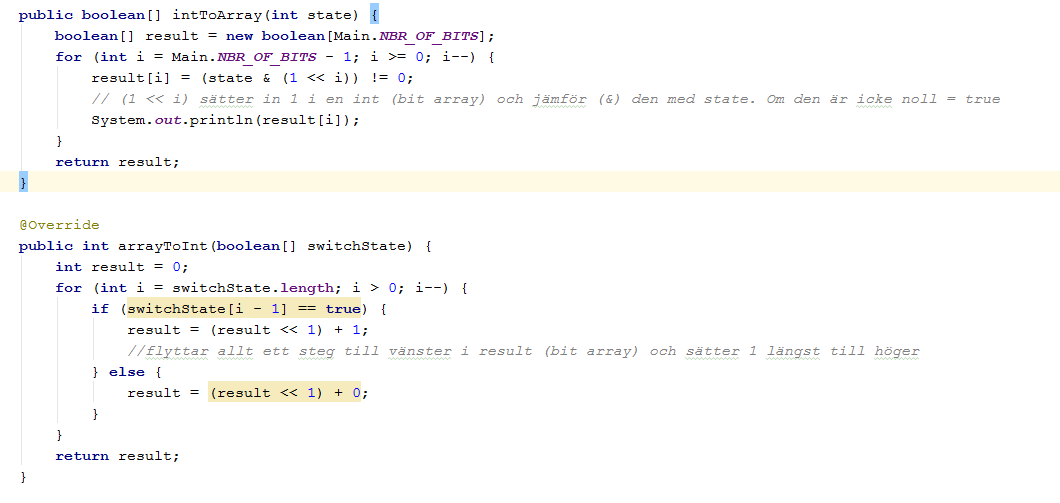 public boolean[] intToArray(int state) {
    boolean[] result = new boolean[Main.NBR_OF_BITS];
    for (int i = Main.NBR_OF_BITS - 1; i >= 0; i--) {
        result[i] = (state & (1 << i)) != 0;
        // (1 << i) sätter in 1 i en int (bit array) och jämför (&) den med state. Om den är icke noll = true
        System.out.println(result[i]);
    }
    return result;
}
@Override
public int arrayToInt(boolean[] switchState) {
    int result = 0;
    for (int i = switchState.length; i > 0; i--) {
        if (switchState[i - 1] == true) {
            result = (result << 1) + 1;
            //flyttar allt ett steg till vänster i result (bit array) och sätter 1 längst till höger
        } else {
            result = (result << 1) + 0;
        }
    }
    return result;
}